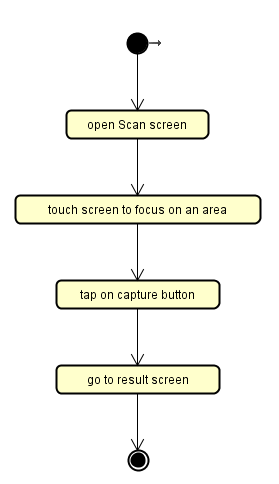 open Scan screen
touch screen to focus on an area
tap on capture button
go to result screen